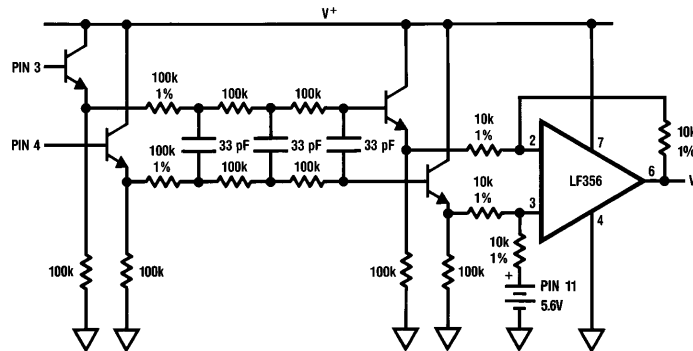 V+
PIN 3
100k
1%
100k
100k
PIN 4
33 pF
33 pF
33 pF
100k
1%
100k
100k
10k
1%
2
7
10k
1%
LF356
6
V
10k
1%
3
4
10k
1%
100k
100k
100k
100k
+
PIN 11
5.6V